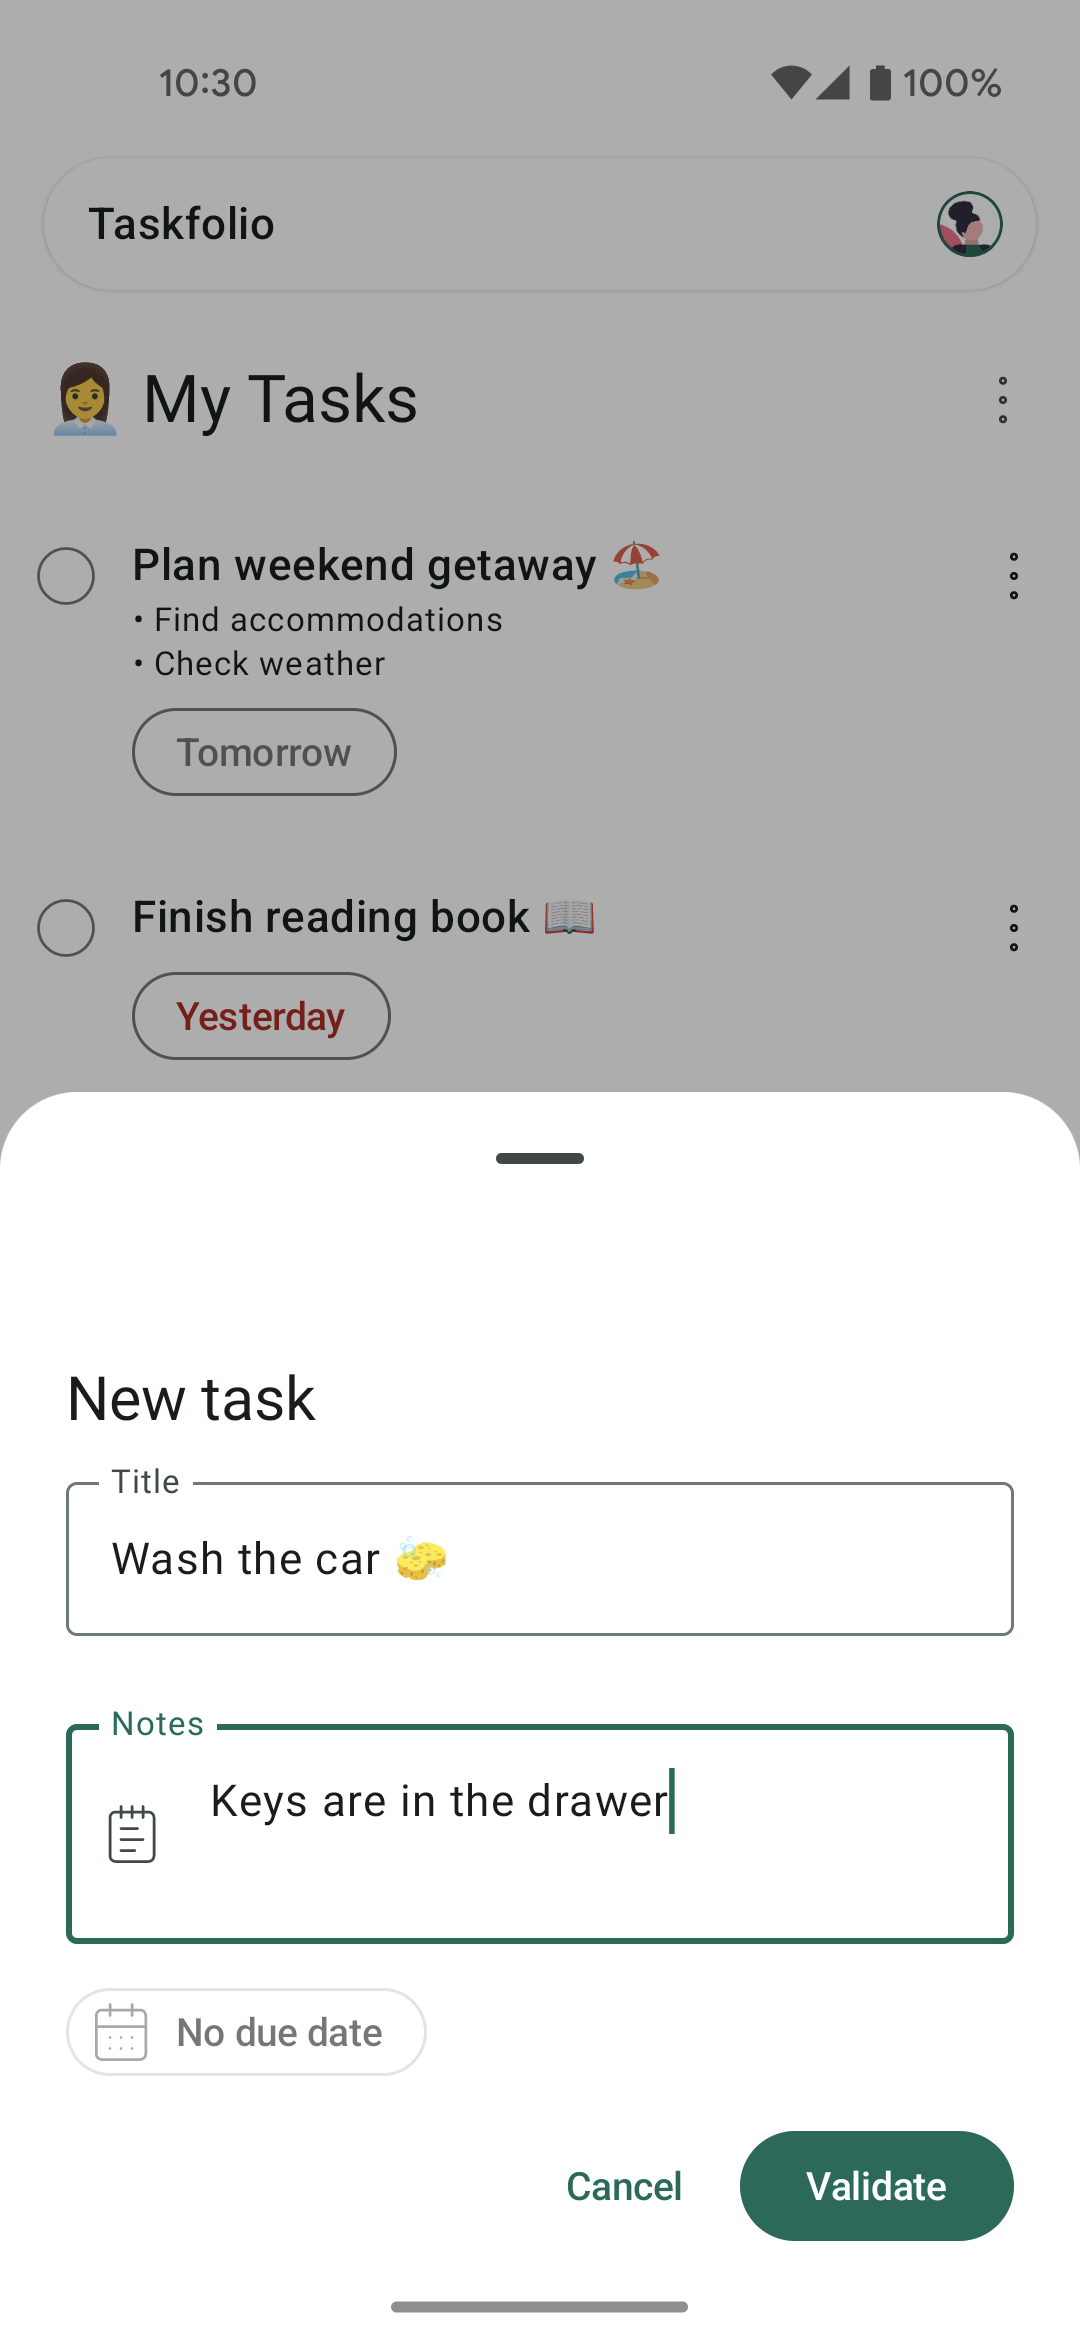 10:30 100%
Taskfolio
👩‍💼 My Tasks
Plan weekend getaway 🏖️
• Find accommodations
• Check weather
Tomorrow
Finish reading book 📖
Yesterday
New task
Title
Wash the car 🧽
Notes
Keys are in the drawer
No due date
Cancel Validate